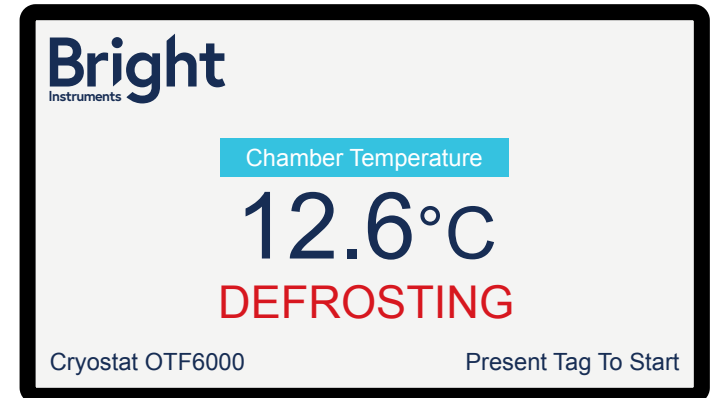 Bright
Instruments
Chamber Temperature
12.6°C
DEFROSTING
Cryostat OTF6000 Present Tag To Start